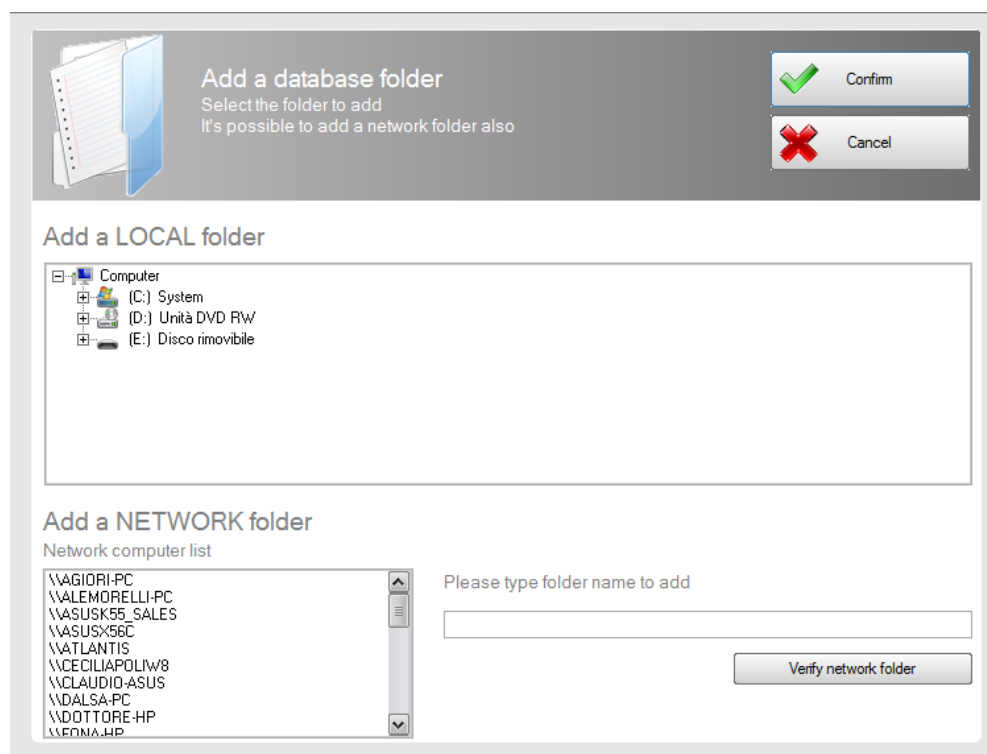 Add a database folder
Select the folder to add
It's possible to add a network folder also
Confirm
Cancel
Add a LOCAL folder
Computer
(C:) System
(D:) Unità DVD RW
(E:) Disco rimovibile
Add a NETWORK folder
Network computer list
\\AGIORI-PC
\\ALEMORELLI-PC
\\ASUSK55_SALES
\\ASUSX56C
\\ATLANTIS
\\CECILIAPOLIW8
\\CLAUDIO-ASUS
\\DALSA-PC
\\DOTTORE-HP
Please type folder name to add
Verify network folder